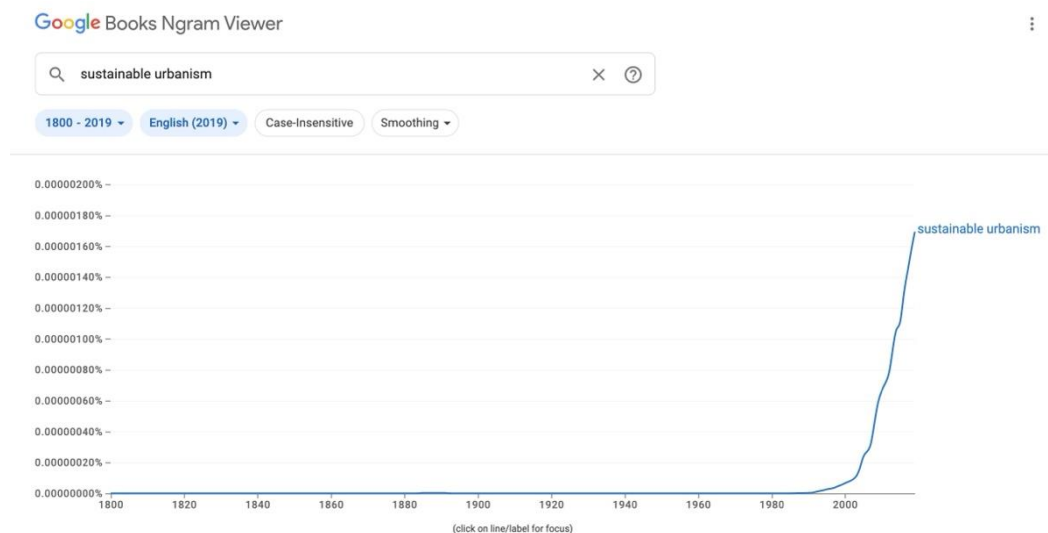 Google Books Ngram Viewer
sustainable urbanism
1800 - 2019
English (2019)
Case-Insensitive
Smoothing
0.00000200%
0.00000180%
sustainable urbanism
0.00000160%
0.00000140%
0.00000120%
0.00000100%
0.00000080%
0.00000060%
0.00000040%
0.00000020%
0.00000000%
1800 1820 1840 1860 1880 1900 1920 1940 1960 1980 2000
(click on line/label for focus)